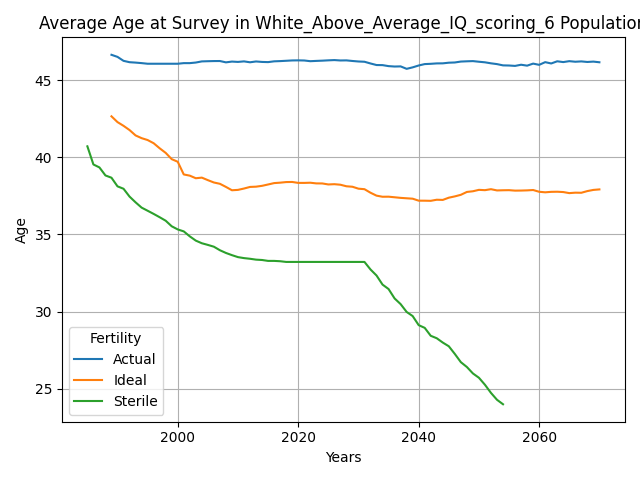 Average Age at Survey in White_Above_Average_IQ_scoring_6 Population
45
40
35
30
25
Age
Fertility
Actual
Ideal
Sterile
2000 2020 2040 2060
Years